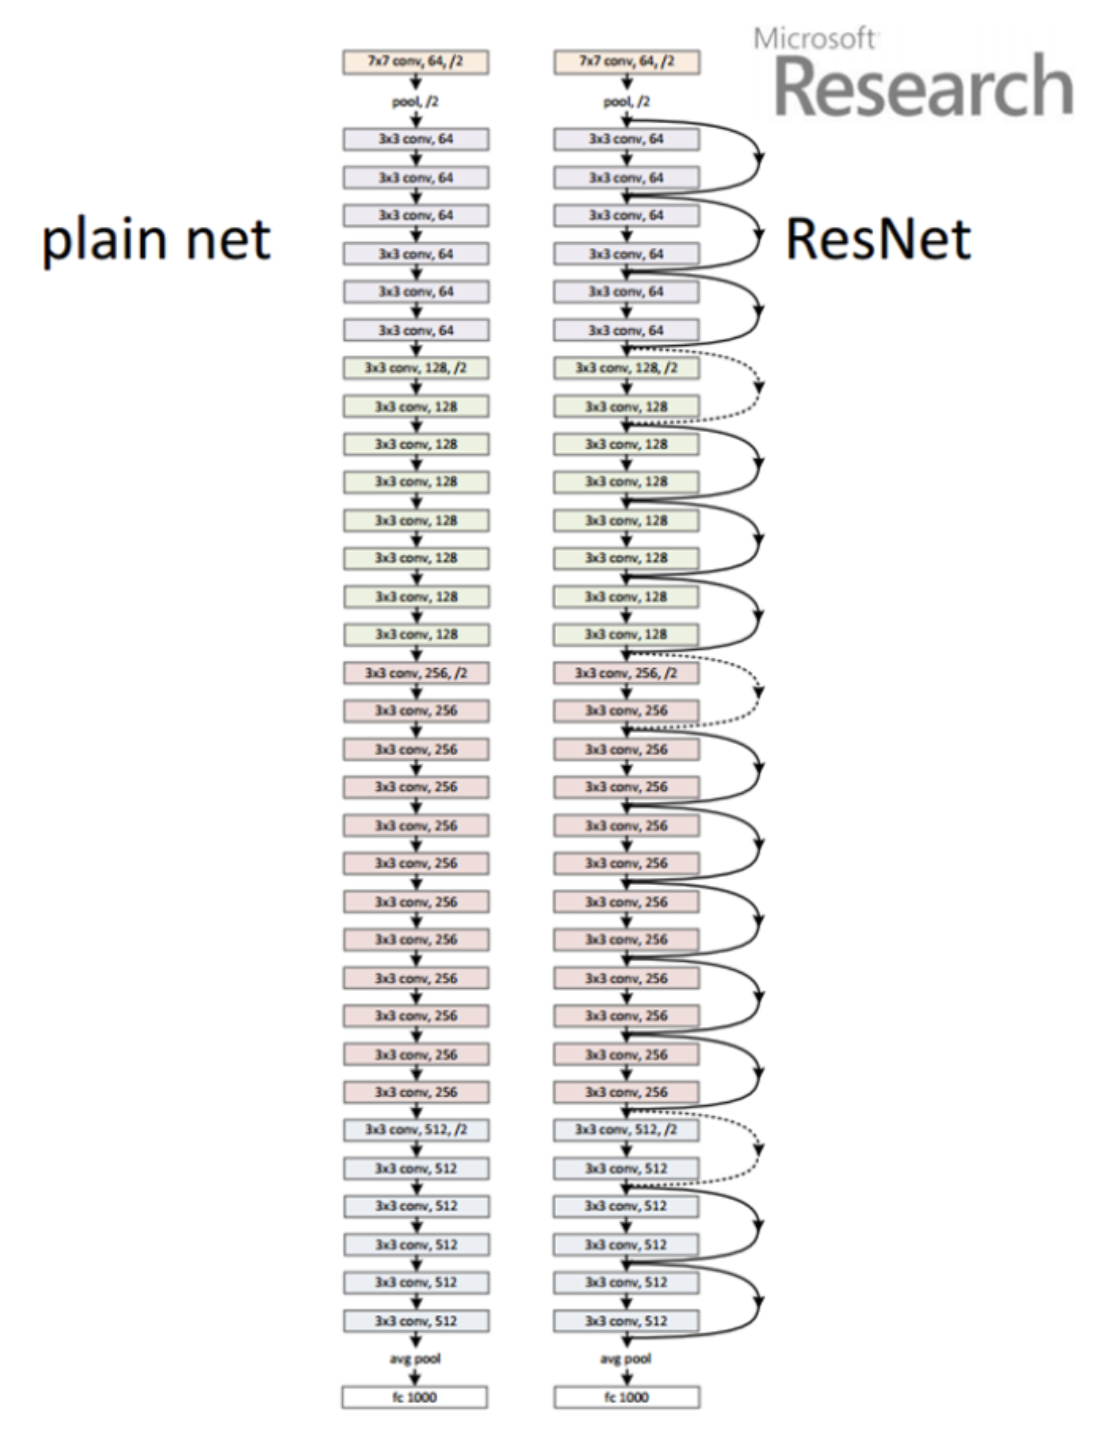 Microsoft
Research
plain net
ResNet
7x7 conv, 64, /2
pool, /2
3x3 conv, 64
3x3 conv, 64
3x3 conv, 64
3x3 conv, 64
3x3 conv, 64
3x3 conv, 64
3x3 conv, 128, /2
3x3 conv, 128
3x3 conv, 128
3x3 conv, 128
3x3 conv, 128
3x3 conv, 128
3x3 conv, 128
3x3 conv, 128
3x3 conv, 256, /2
3x3 conv, 256
3x3 conv, 256
3x3 conv, 256
3x3 conv, 256
3x3 conv, 256
3x3 conv, 256
3x3 conv, 256
3x3 conv, 256
3x3 conv, 256
3x3 conv, 256
3x3 conv, 256
3x3 conv, 512, /2
3x3 conv, 512
3x3 conv, 512
3x3 conv, 512
3x3 conv, 512
3x3 conv, 512
avg pool
fc 1000
7x7 conv, 64, /2
pool, /2
3x3 conv, 64
3x3 conv, 64
3x3 conv, 64
3x3 conv, 64
3x3 conv, 64
3x3 conv, 64
3x3 conv, 128, /2
3x3 conv, 128
3x3 conv, 128
3x3 conv, 128
3x3 conv, 128
3x3 conv, 128
3x3 conv, 128
3x3 conv, 128
3x3 conv, 256, /2
3x3 conv, 256
3x3 conv, 256
3x3 conv, 256
3x3 conv, 256
3x3 conv, 256
3x3 conv, 256
3x3 conv, 256
3x3 conv, 256
3x3 conv, 256
3x3 conv, 256
3x3 conv, 256
3x3 conv, 512, /2
3x3 conv, 512
3x3 conv, 512
3x3 conv, 512
3x3 conv, 512
3x3 conv, 512
avg pool
fc 1000